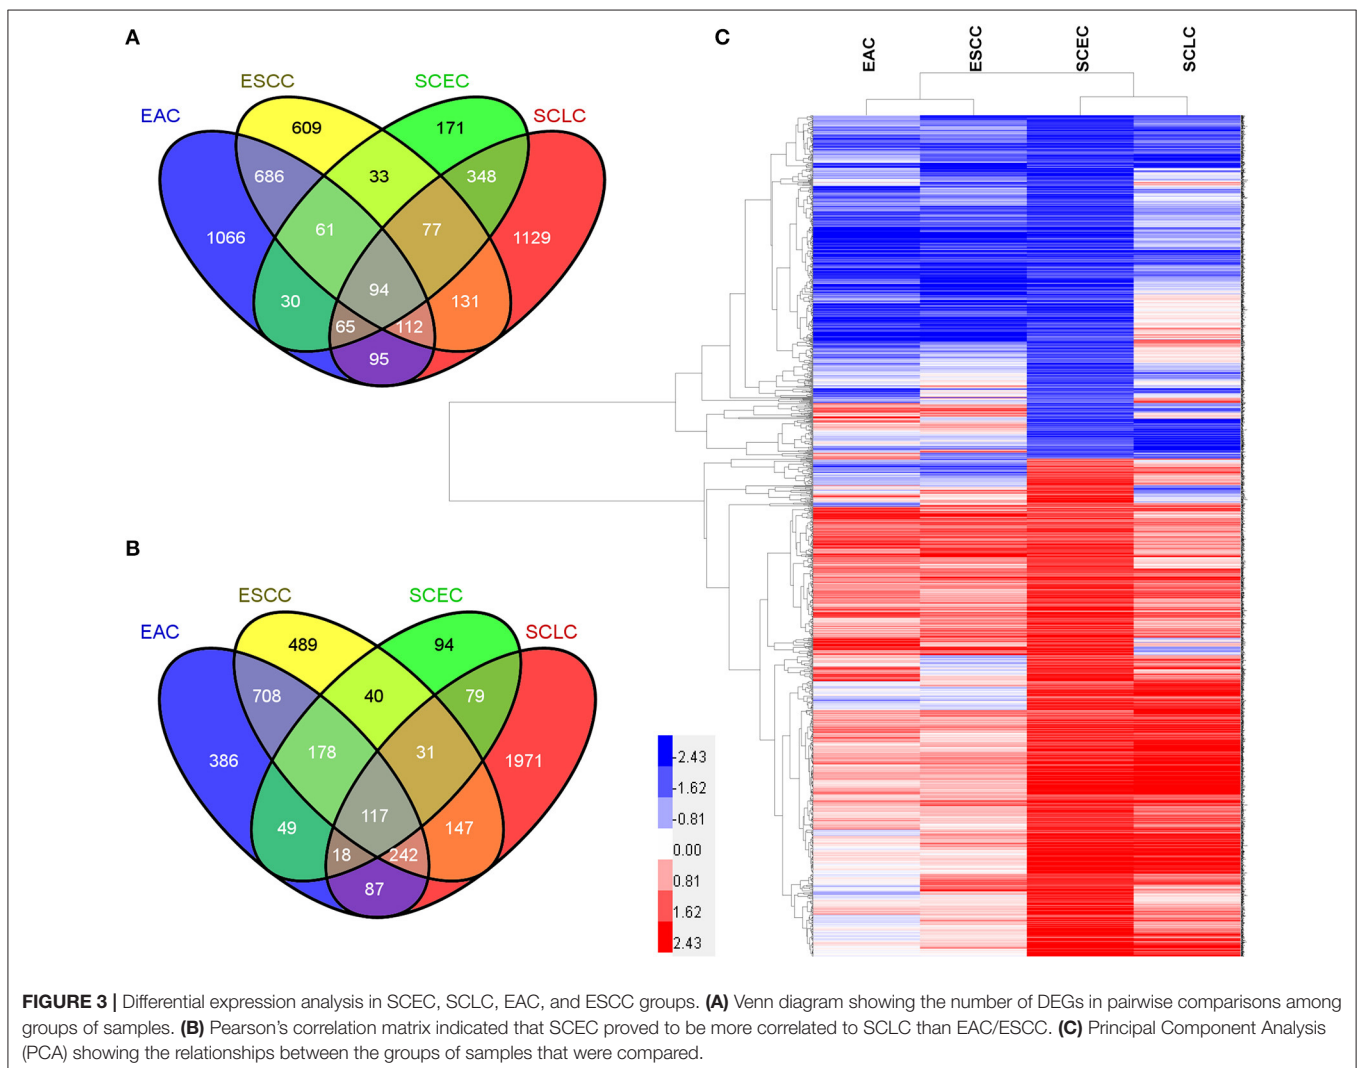 A
ESCC
SCEC
EAC
SCLC
609
171
686
33
348
1066
61
77
1129
30
94
131
65
112
95
B
ESCC
SCEC
EAC
SCLC
489
94
708
40
79
386
178
31
1971
49
117
147
18
242
87
C
EAC
ESCC
SCEC
SCLC
-2.43
-1.62
-0.81
0.00
0.81
1.62
2.43
FIGURE 3 | Differential expression analysis in SCEC, SCLC, EAC, and ESCC groups. (A) Venn diagram showing the number of DEGs in pairwise comparisons among
groups of samples. (B) Pearson's correlation matrix indicated that SCEC proved to be more correlated to SCLC than EAC/ESCC. (C) Principal Component Analysis
(PCA) showing the relationships between the groups of samples that were compared.